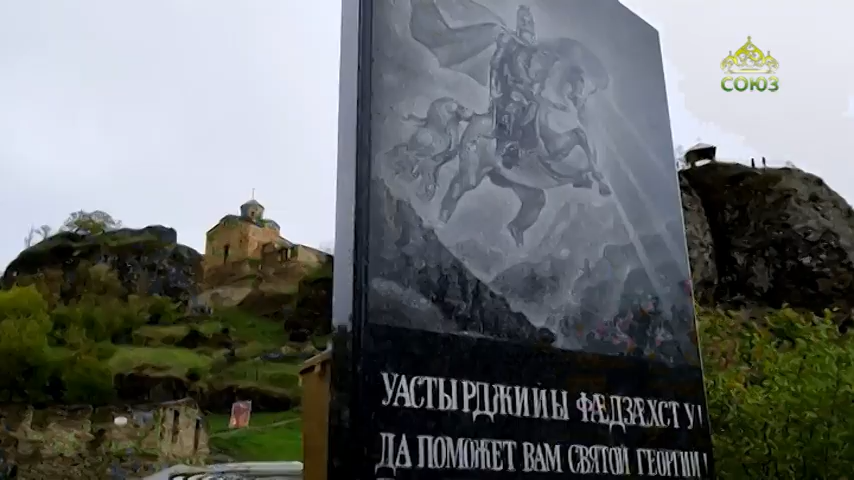 СОЮЗ
УАСТЫРДЖИЙЫ ФӔДЗӔХСТ У!
ДА ПОМОЖЕТ ВАМ СВЯТОЙ ГЕОРГИЙ!